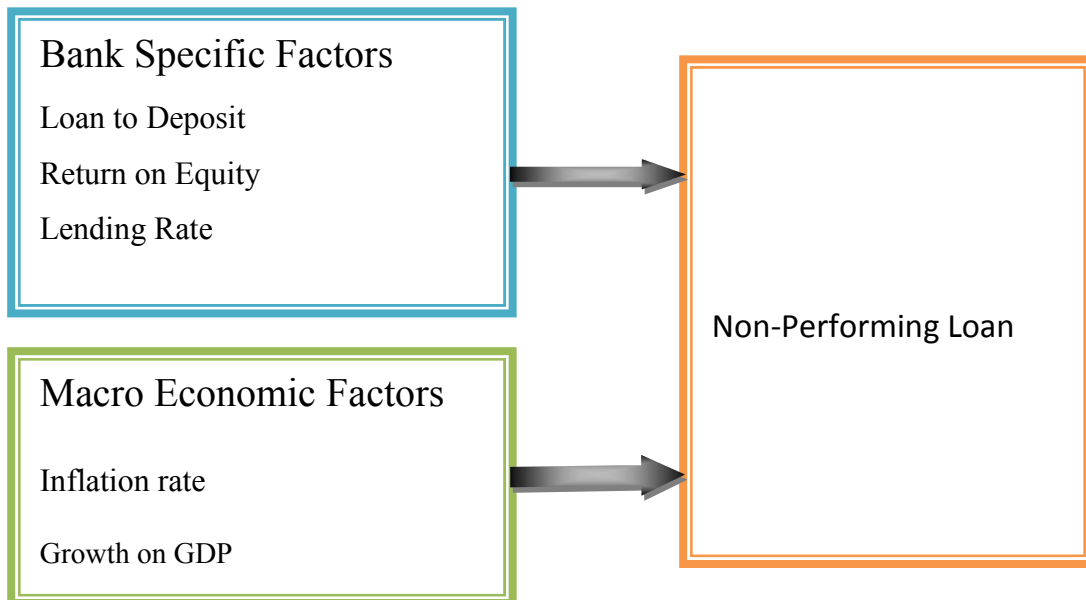 Bank Specific Factors
Loan to Deposit
Return on Equity
Lending Rate
Macro Economic Factors
Inflation rate
Growth on GDP
Non-Performing Loan